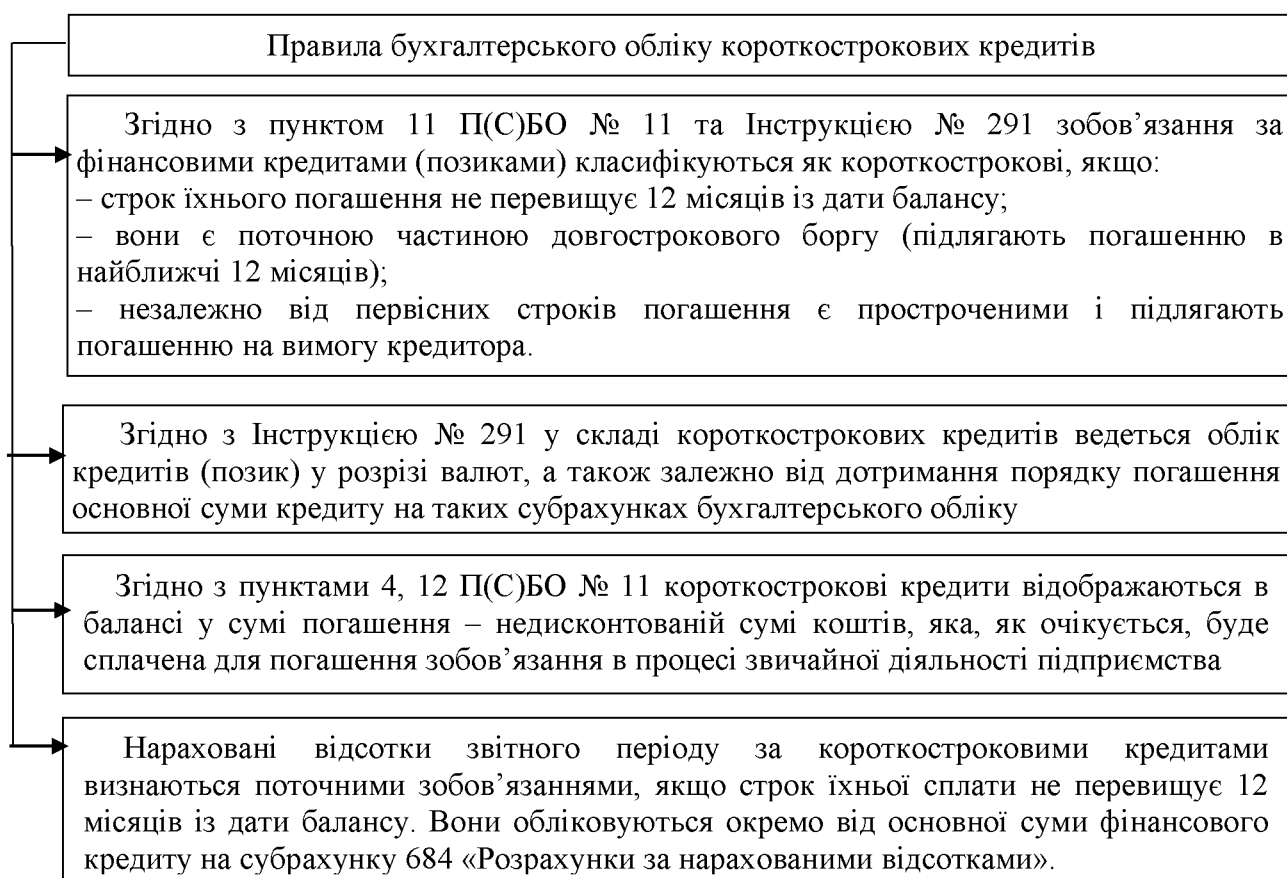 Правила бухгалтерського обліку короткострокових кредитів
Згідно з пунктом 11 П(С)БО № 11 та Інструкцією № 291 зобов’язання за
фінансовими кредитами (позиками) класифікуються як короткострокові, якщо:
– строк їхнього погашення не перевищує 12 місяців із дати балансу;
– вони є поточною частиною довгострокового боргу (підлягають погашенню в
найближчі 12 місяців);
– незалежно від первісних строків погашення є простроченими і підлягають
погашенню на вимогу кредитора.
Згідно з Інструкцією № 291 у складі короткострокових кредитів ведеться облік
кредитів (позик) у розрізі валют, а також залежно від дотримання порядку погашення
основної суми кредиту на таких субрахунках бухгалтерського обліку
Згідно з пунктами 4, 12 П(С)БО № 11 короткострокові кредити відображаються в
балансі у сумі погашення – недисконтованій сумі коштів, яка, як очікується, буде
сплачена для погашення зобов’язання в процесі звичайної діяльності підприємства
Нараховані відсотки звітного періоду за короткостроковими кредитами
визнаються поточними зобов’язаннями, якщо строк їхньої сплати не перевищує 12
місяців із дати балансу. Вони обліковуються окремо від основної суми фінансового
кредиту на субрахунку 684 «Розрахунки за нарахованими відсотками».